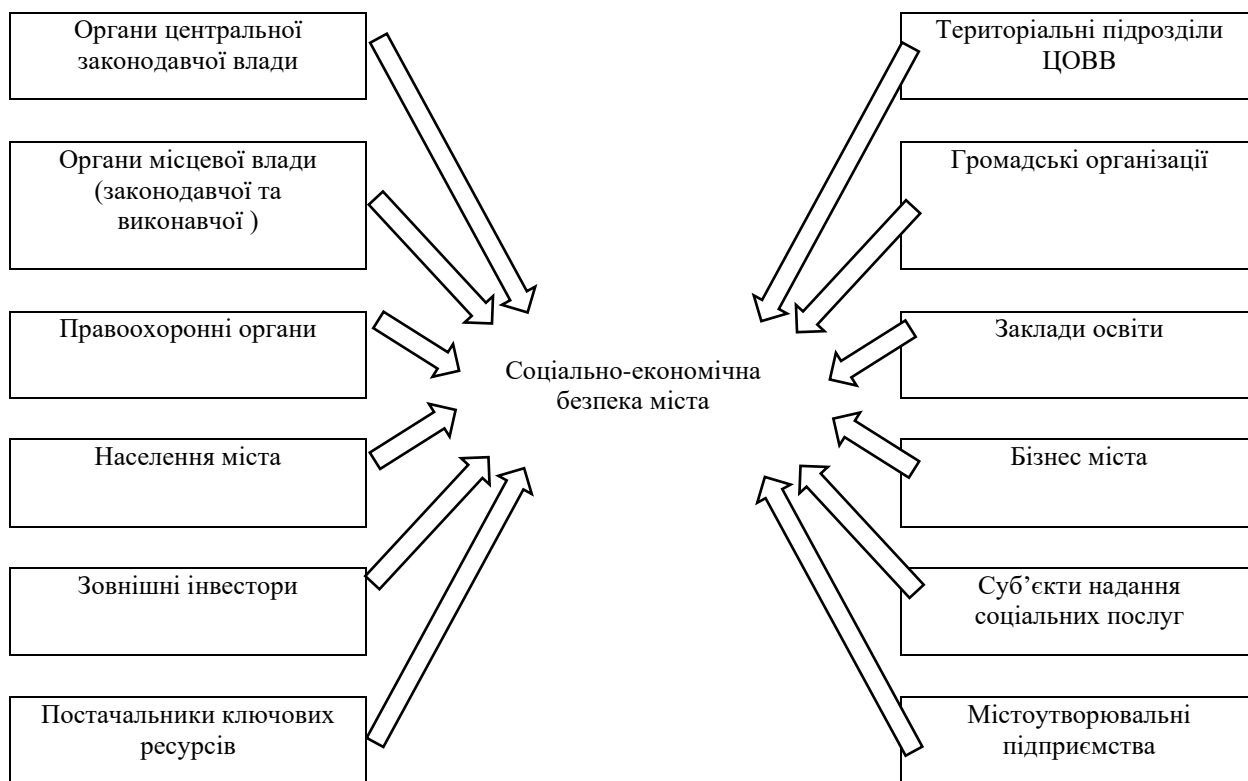 Органи центральної
законодавчої влади
Органи місцевої влади
(законодавчої та
виконавчої )
Правоохоронні органи
Населення міста
Зовнішні інвестори
Постачальники ключових
ресурсів
Соціально-економічна
безпека міста
Територіальні підрозділи
ЦОВВ
Громадські організації
Заклади освіти
Бізнес міста
Суб’єкти надання
соціальних послуг
Містоутворювальні
підприємства